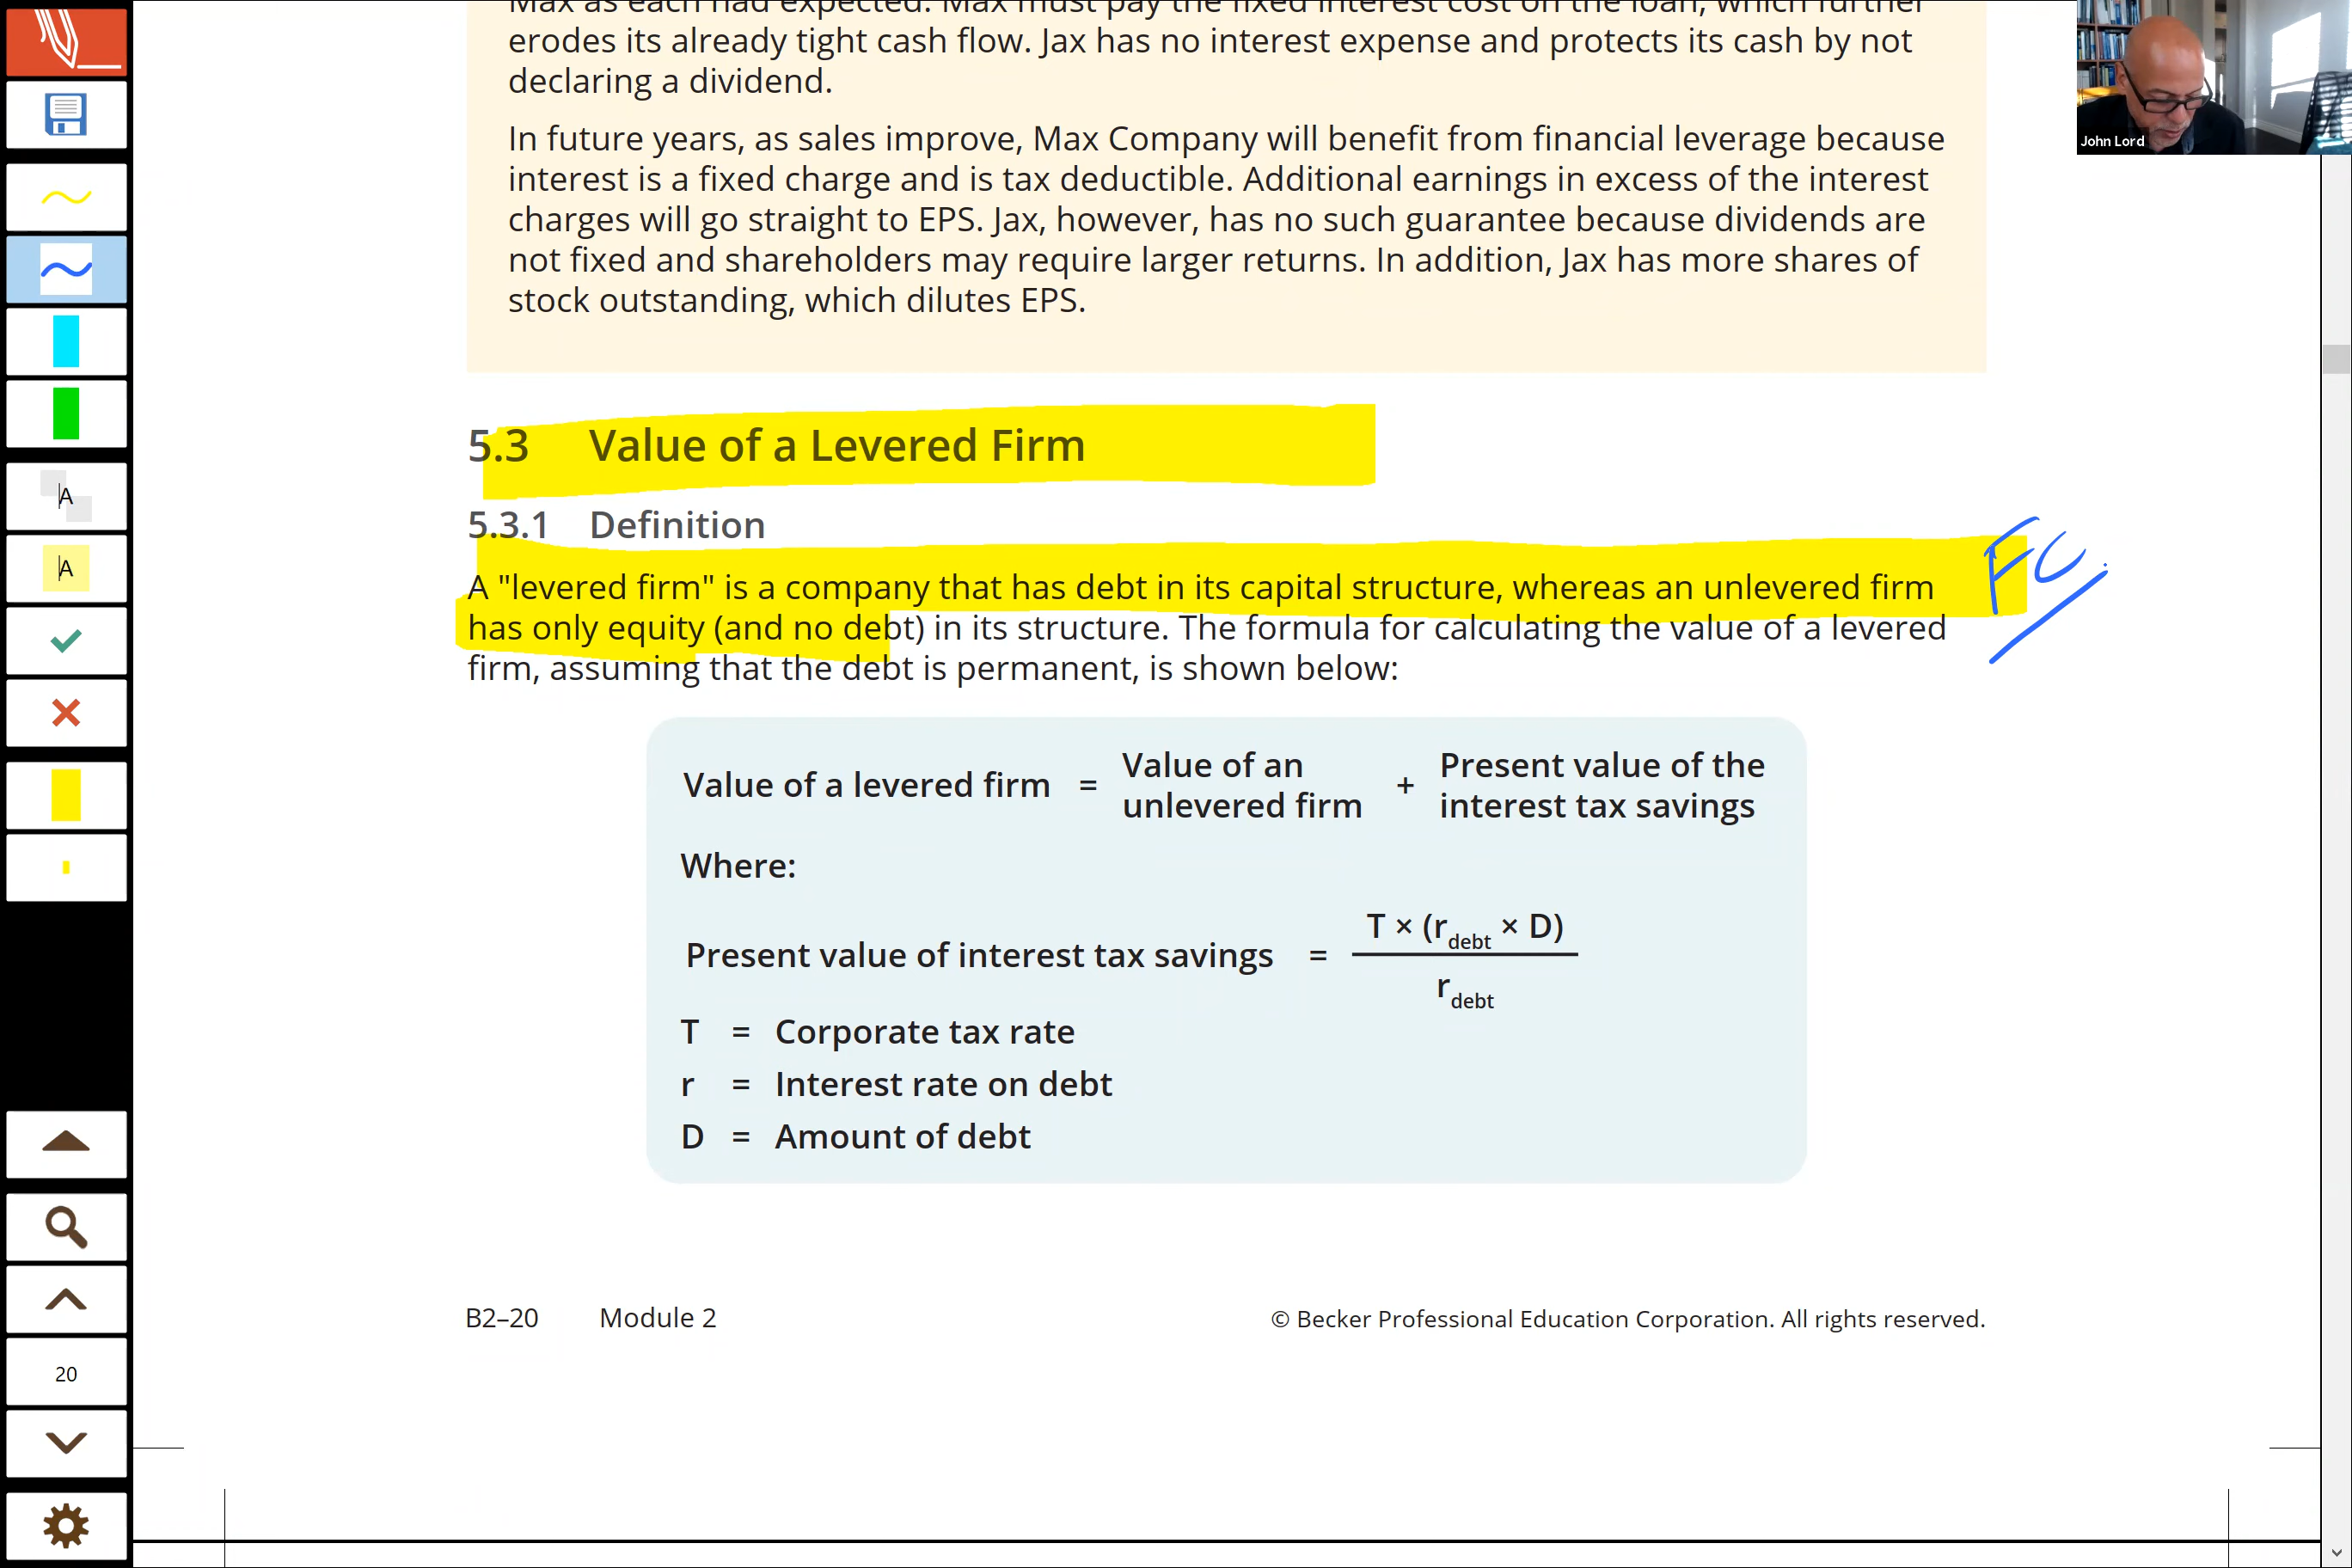 Max as each had expected. Max must pay the fixed interest cost on the loan, which further
erodes its already tight cash flow. Jax has no interest expense and protects its cash by not
declaring a dividend.
John Lord
In future years, as sales improve, Max Company will benefit from financial leverage because
interest is a fixed charge and is tax deductible. Additional earnings in excess of the interest
charges will go straight to EPS. Jax, however, has no such guarantee because dividends are
not fixed and shareholders may require larger returns. In addition, Jax has more shares of
stock outstanding, which dilutes EPS.
5.3 Value of a Levered Firm
5.3.1 Definition
A "levered firm" is a company that has debt in its capital structure, whereas an unlevered firm
has only equity (and no debt) in its structure. The formula for calculating the value of a levered
firm, assuming that the debt is permanent, is shown below:
FC.
Value of a levered firm = Value of an unlevered firm + Present value of the interest tax savings
Where:
Present value of interest tax savings = T × (r debt × D) / r debt
T = Corporate tax rate
r = Interest rate on debt
D = Amount of debt
B2–20 Module 2 © Becker Professional Education Corporation. All rights reserved.
A
A
20